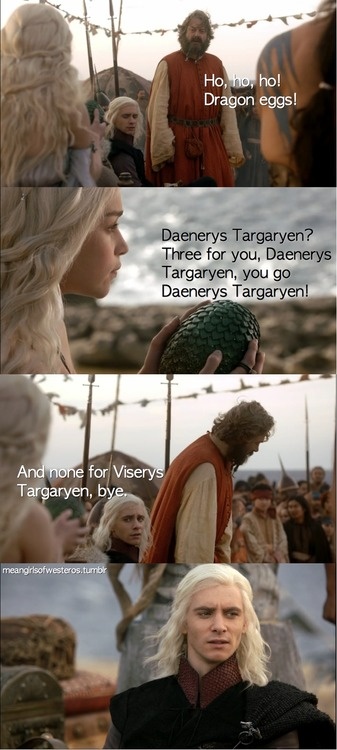 Ho, ho, ho!
Dragon eggs!
Daenerys Targaryen?
Three for you, Daenerys
Targaryen, you go
Daenerys Targaryen!
And none for Viserys
Targaryen, bye.
meangirlsofwesteros.tumblr